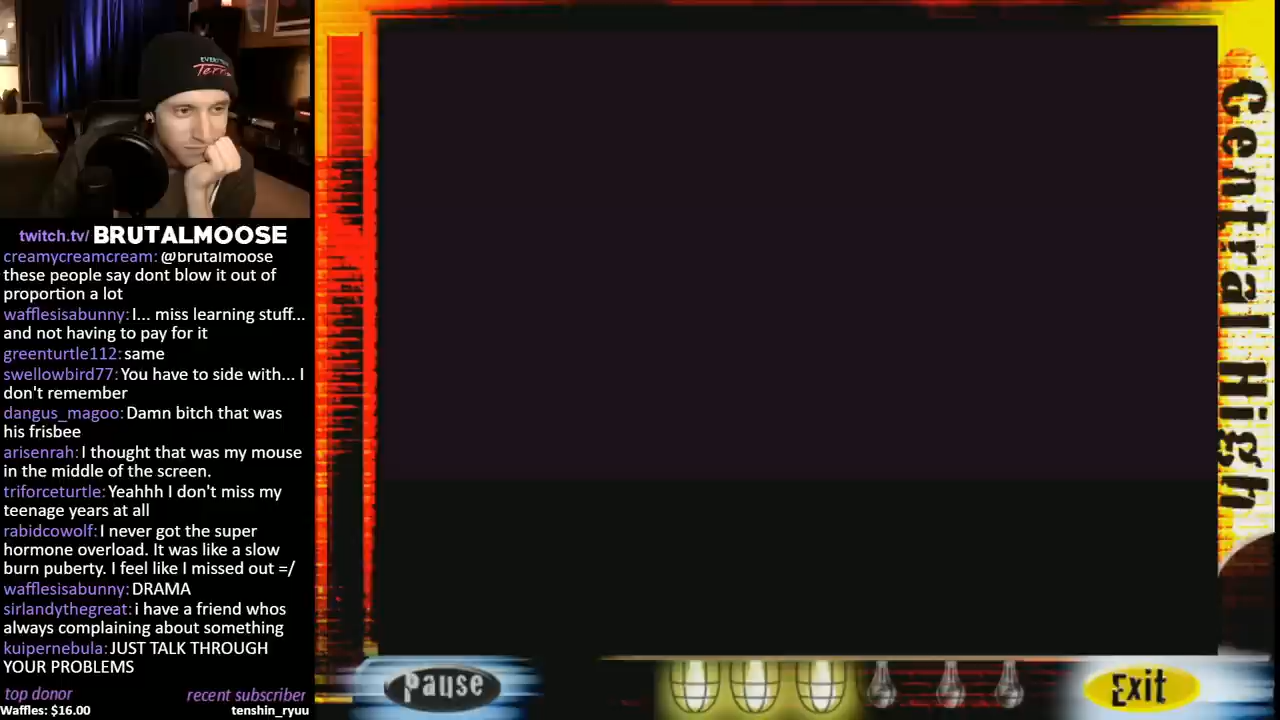 EVERY
Terri
twitch.tv/ BRUTALMOOSE
creamycreamcream: @brutalmoose
these people say dont blow it out of
proportion a lot
wafflesisabunny: I... miss learning stuff...
and not having to pay for it
greenturtle112: same
swellowbird77: You have to side with... I
don't remember
dangus_magoo: Damn bitch that was
his frisbee
arisenrah: I thought that was my mouse
in the middle of the screen.
triforceturtle: Yeahhh I don't miss my
teenage years at all
rabidcowolf: I never got the super
hormone overload. It was like a slow
burn puberty. I feel like I missed out =/
wafflesisabunny: DRAMA
sirlandythegreat: i have a friend whos
always complaining about something
kuipernebula: JUST TALK THROUGH
YOUR PROBLEMS
top donor
Waffles: $16.00
recent subscriber
tenshin_ryuu
Central High
Pause
Exit